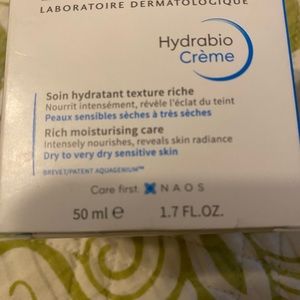 LABORATOIRE DERMATOLOGIQUE
Hydrabio
Crème
Soin hydratant texture riche
Nourrit intensément, révèle l'éclat du teint
Peaux sensibles sèches à très sèches
Rich moisturising care
Intensely nourishes, reveals skin radiance
Dry to very dry sensitive skin
BREVET/PATENT AQUAGENIUM™
Care first. NAOS
50 ml ℮ 1.7 FL.OZ.